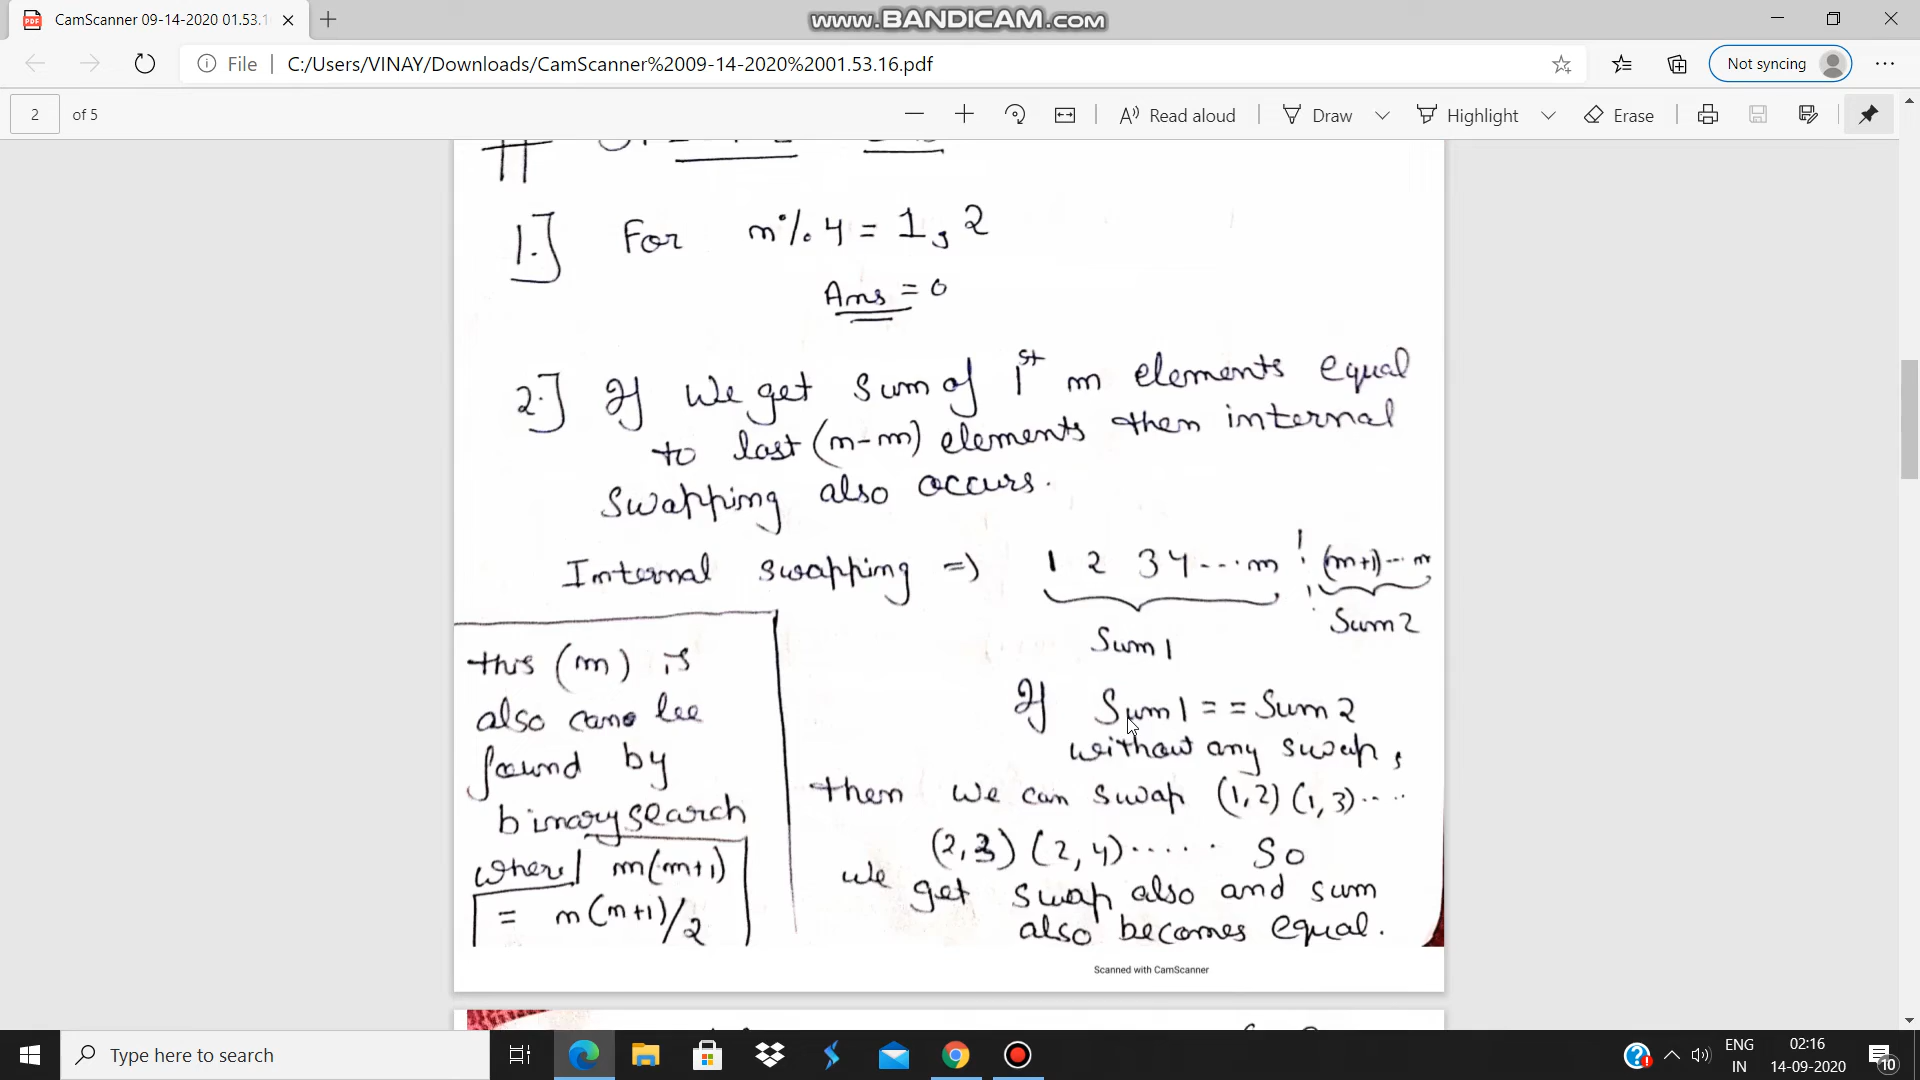 CamScanner 09-14-2020 01.53.1
www.BANDICAM.com
File
C:/Users/VINAY/Downloads/CamScanner%2009-14-2020%2001.53.16.pdf
Not syncing
2 of 5
Read aloud
Draw
Highlight
Erase
1.] For n % 4 = 1, 2
Ans = 0
2.] If We get Sum of 1st m elements equal
to last (n-m) elements then internal
Swapping also occurs.
Internal swapping => 1 2 3 4 ---m ! (m+1)--- n
Sum 1
Sum 2
this (m) is
also can be
found by
binary search
where m(m+1)
= n(n+1)/2
If Sum 1 == Sum 2
without any swap,
then we can swap (1,2) (1,3)----
(2,3) (2,4)------ So
we get swap also and sum
also becomes equal.
Scanned with CamScanner
Type here to search
ENG
IN
02:16
14-09-2020
10